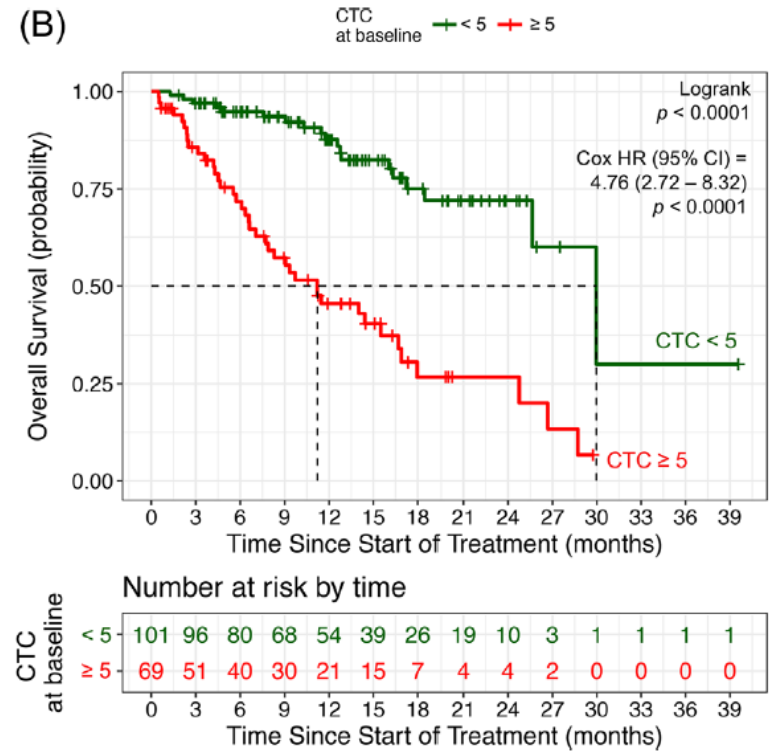 (B)
CTC
at baseline
< 5
≥ 5
Overall Survival (probability)
1.00
0.75
0.50
0.25
0.00
Logrank
p < 0.0001
Cox HR (95% CI) =
4.76 (2.72 – 8.32)
p < 0.0001
CTC < 5
CTC ≥ 5
0 3 6 9 12 15 18 21 24 27 30 33 36 39
Time Since Start of Treatment (months)
Number at risk by time
CTC
at baseline
< 5 101 96 80 68 54 39 26 19 10 3 1 1 1 1
≥ 5 69 51 40 30 21 15 7 4 4 2 0 0 0 0
0 3 6 9 12 15 18 21 24 27 30 33 36 39
Time Since Start of Treatment (months)